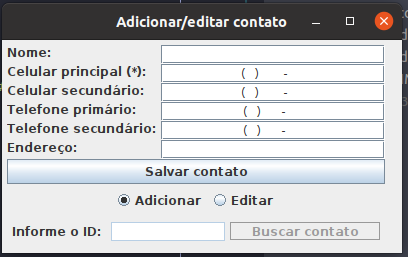 Adicionar/editar contato
Nome:
Celular principal (*): ( ) -
Celular secundário: ( ) -
Telefone primário: ( ) -
Telefone secundário: ( ) -
Endereço:
Salvar contato
Adicionar Editar
Informe o ID: Buscar contato